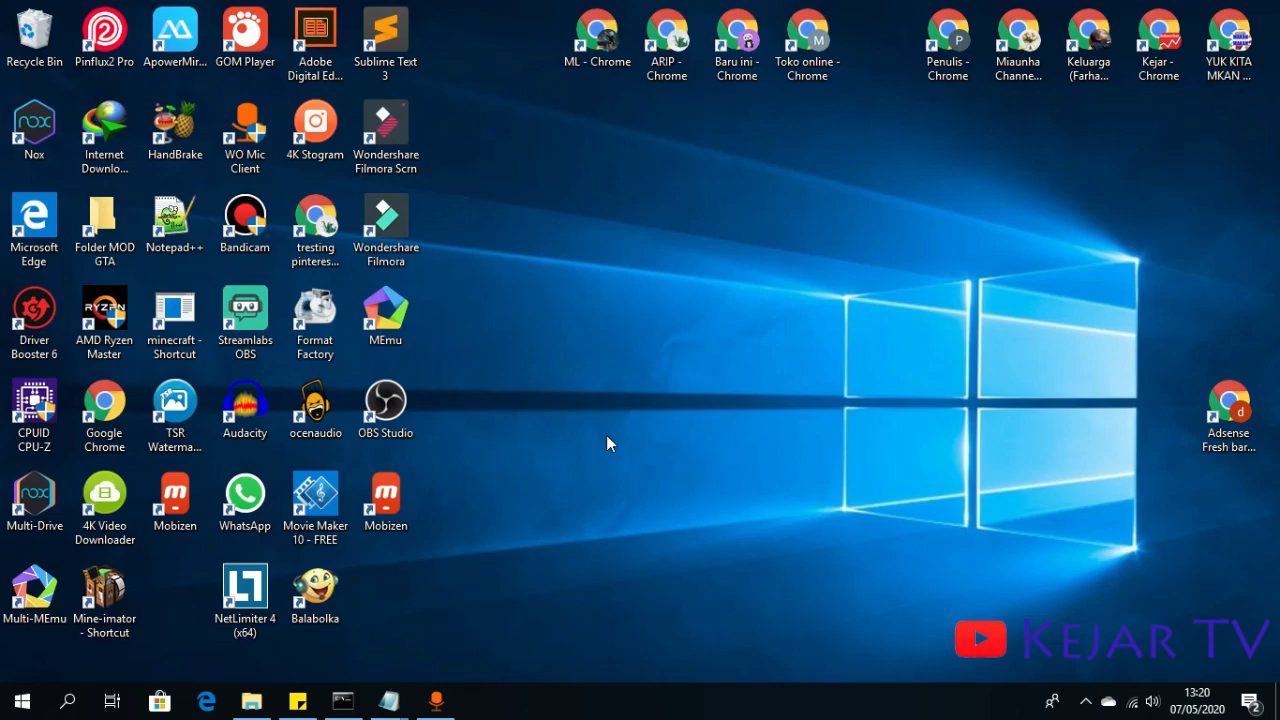 Recycle Bin
Pinflux2 Pro
ApowerMir...
GOM Player
Adobe
Digital Ed...
Sublime Text
3
ML - Chrome
ARIP -
Chrome
Baru ini -
Chrome
M
Toko online -
Chrome
P
Penulis -
Chrome
Miaunha
Channe...
Keluarga
(Farha...
Kejar -
Chrome
YUK KITA
MKAN ...
nox
Nox
Internet
Downlo...
HandBrake
WO Mic
Client
4K Stogram
Wondershare
Filmora Scrn
Microsoft
Edge
Folder MOD
GTA
Notepad++
Bandicam
tresting
pinteres...
Wondershare
Filmora
Driver
Booster 6
RYZEN
AMD Ryzen
Master
minecraft -
Shortcut
Streamlabs
OBS
Format
Factory
MEmu
CPUID
CPU-Z
Google
Chrome
TSR
Waterma...
Audacity
ocenaudio
OBS Studio
d
Adsense
Fresh bar...
nox
Multi-Drive
4K Video
Downloader
Mobizen
WhatsApp
Movie Maker
10 - FREE
Mobizen
Multi-MEmu
Mine-imator
- Shortcut
NetLimiter 4
(x64)
Balabolka
KEJAR TV
13:20
07/05/2020
2